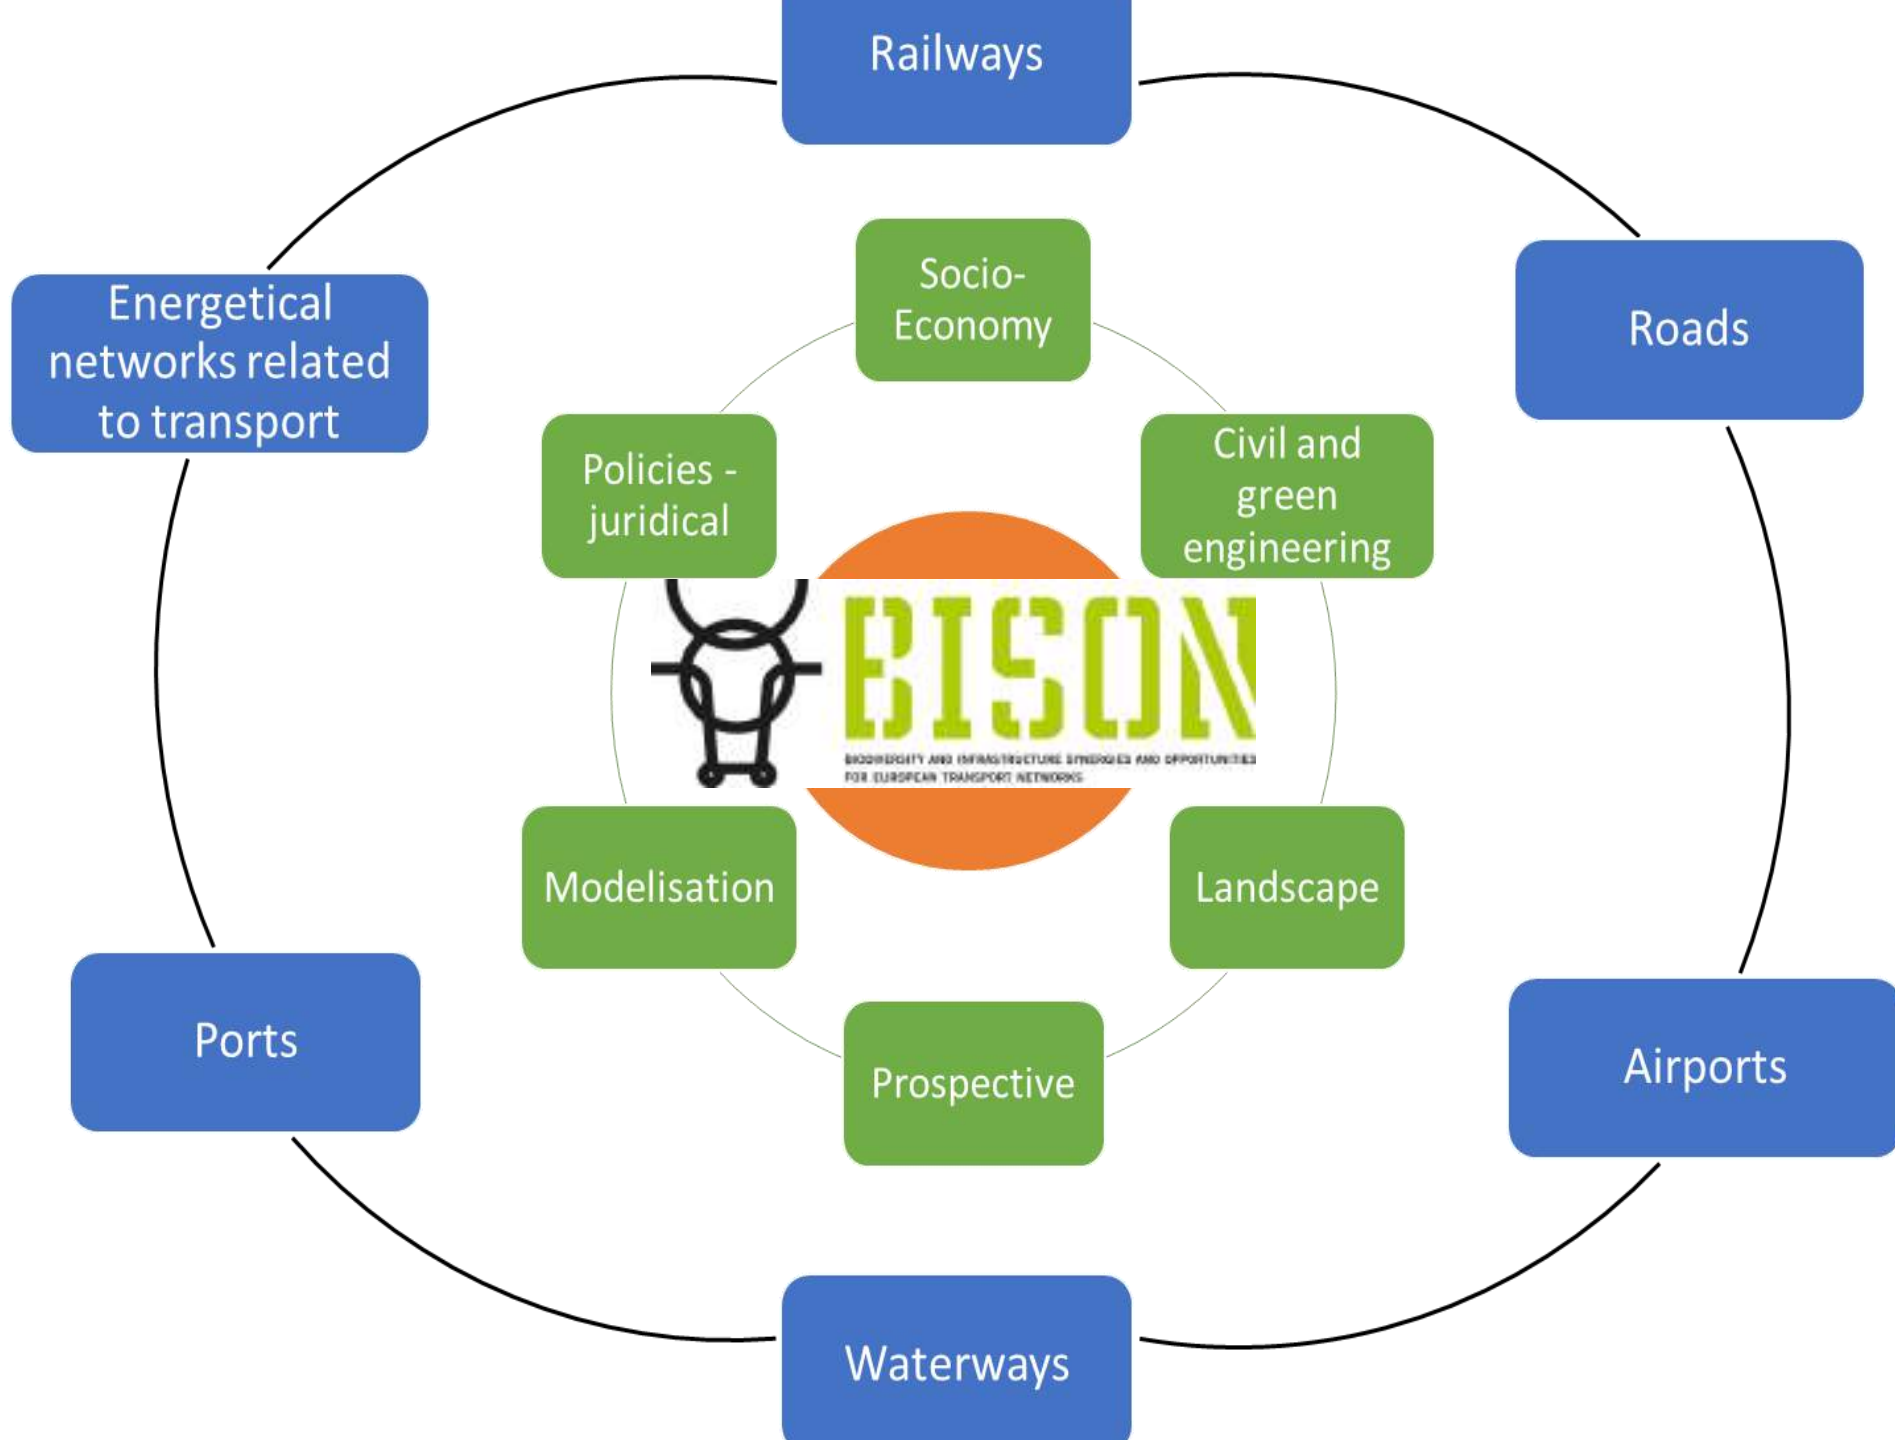 Railways
Socio-
Economy
Energetical
networks related
to transport
Roads
Policies -
juridical
Civil and
green
engineering
BISON
BIODIVERSITY AND INFRASTRUCTURE SYNERGIES AND OPPORTUNITIES
FOR EUROPEAN TRANSPORT NETWORKS
Modelisation
Landscape
Ports
Prospective
Airports
Waterways